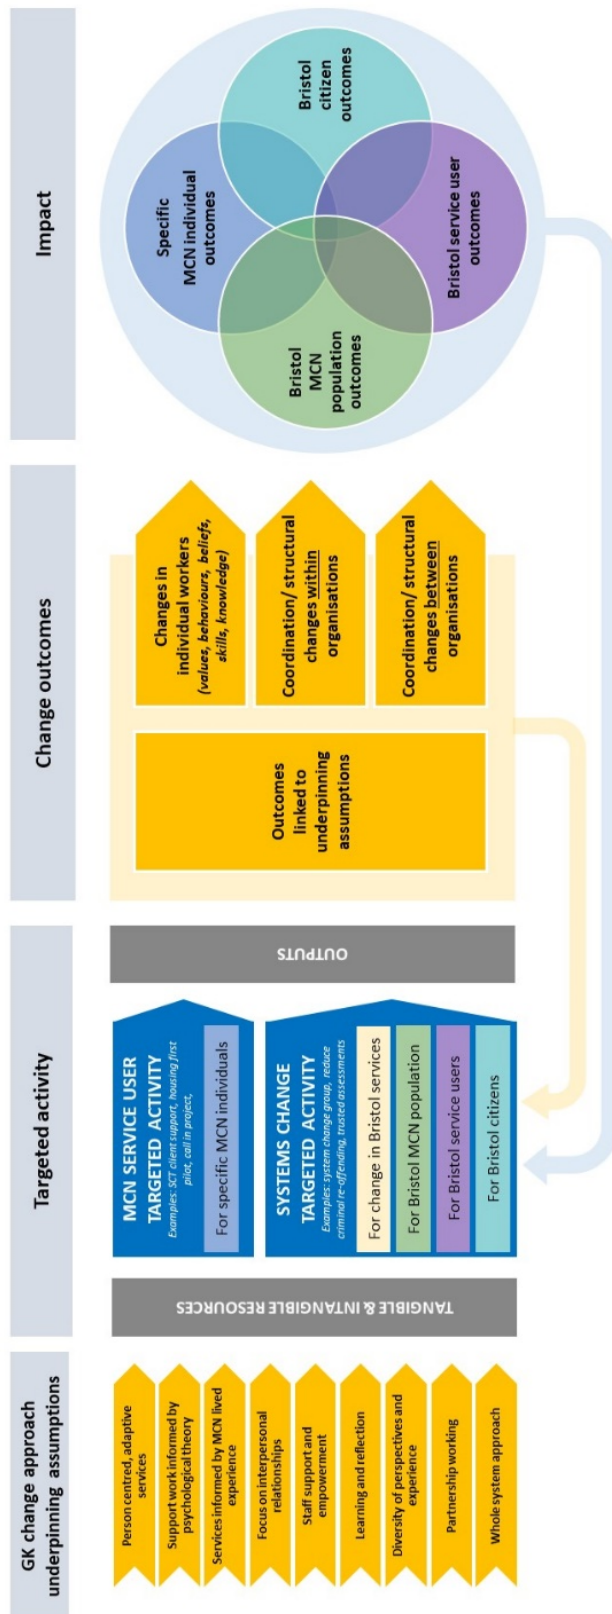 GK change approach
underpinning assumptions
Person centred, adaptive
services
Support work informed by
psychological theory
Services informed by MCN lived
experience
Focus on interpersonal
relationships
Staff support and
empowerment
Learning and reflection
Diversity of perspectives and
experience
Partnership working
Whole system approach
Targeted activity
TANGIBLE & INTANGIBLE RESOURCES
MCN SERVICE USER
TARGETED ACTIVITY
Examples: SCT client support, housing first
pilot, call in project,
For specific MCN individuals
SYSTEMS CHANGE
TARGETED ACTIVITY
Examples: system change group, reduce
criminal re-offending, trusted assessments
For change in Bristol services
For Bristol MCN population
For Bristol service users
For Bristol citizens
OUTPUTS
Change outcomes
Outcomes
linked to
underpinning
assumptions
Changes in
individual workers
(values, behaviours, beliefs,
skills, knowledge)
Coordination/ structural
changes within
organisations
Coordination/ structural
changes between
organisations
Impact
Specific
MCN individual
outcomes
Bristol
citizen
outcomes
Bristol
MCN
population
outcomes
Bristol service user
outcomes